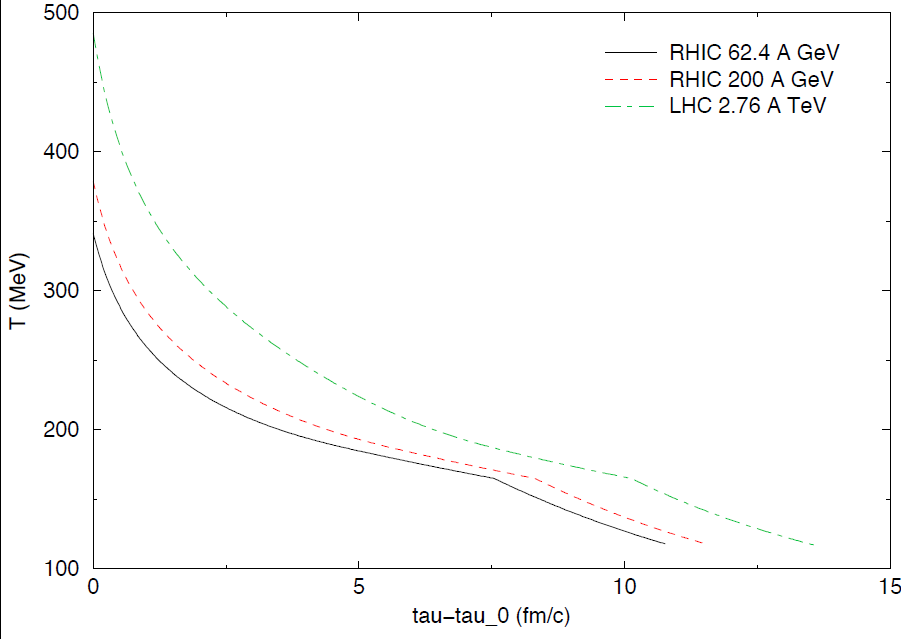 500
400
300
200
100
T (MeV)
RHIC 62.4 A GeV
RHIC 200 A GeV
LHC 2.76 A TeV
0
5
10
15
tau−tau_0 (fm/c)